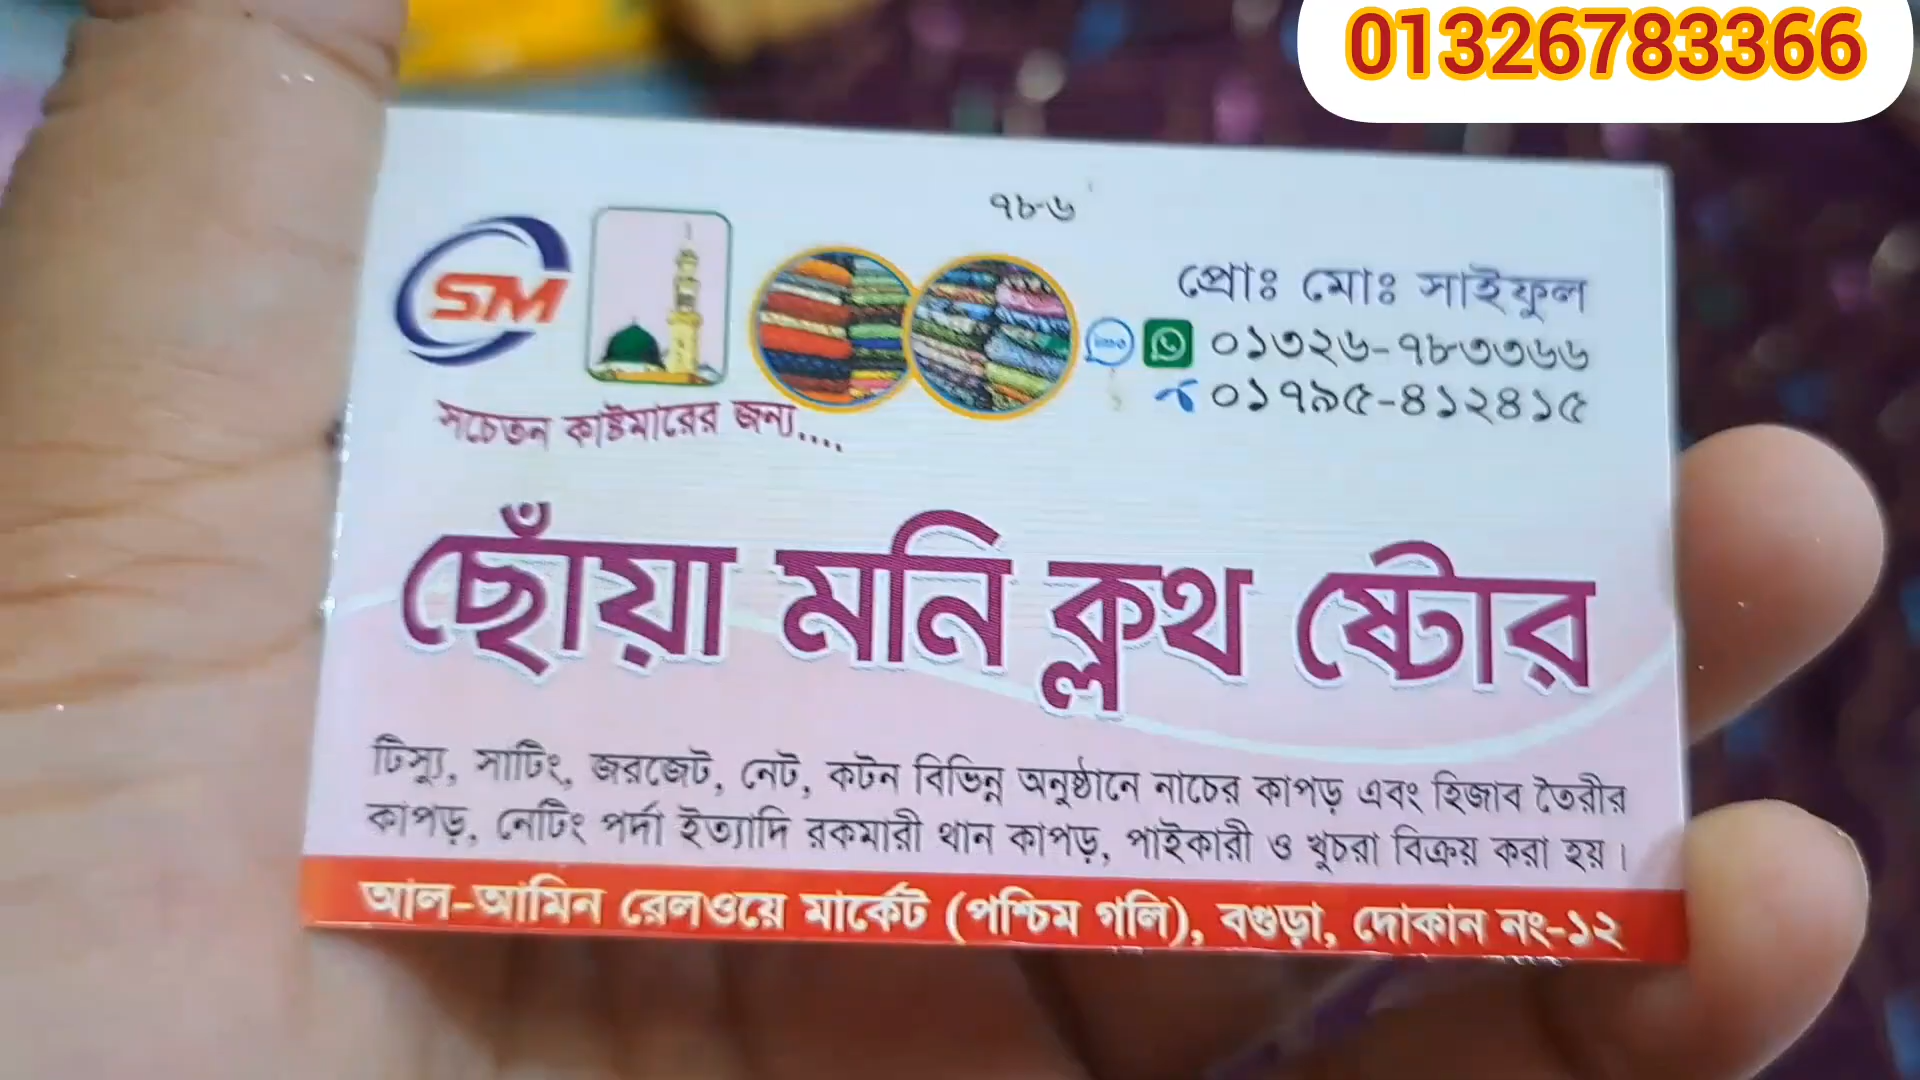 01326783366
৭৮৬
SM
প্রোঃ মোঃ সাইফুল
imo ০১৩২৬-৭৮৩৩৬৬
০১৭৯৫-৪১২৪১৫
সচেতন কাষ্টমারের জন্য....
ছোঁয়া মনি ক্লথ ষ্টোর
টিস্যু, সাটিং, জরজেট, নেট, কটন বিভিন্ন অনুষ্ঠানে নাচের কাপড় এবং হিজাব তৈরীর
কাপড়, নেটিং পর্দা ইত্যাদি রকমারী থান কাপড়, পাইকারী ও খুচরা বিক্রয় করা হয়।
আল-আমিন রেলওয়ে মার্কেট (পশ্চিম গলি), বগুড়া, দোকান নং-১২